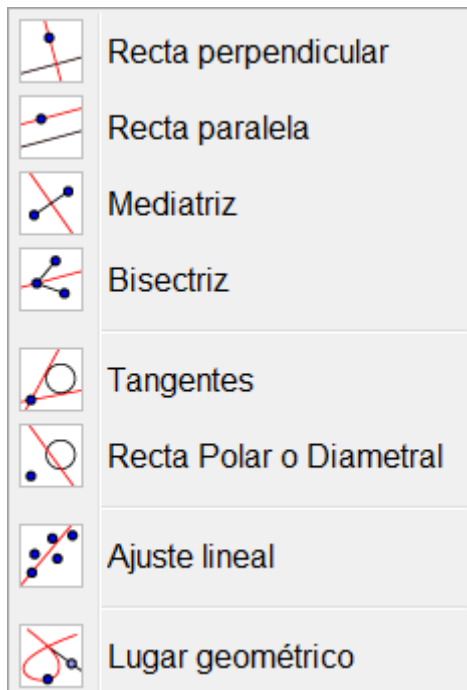 Recta perpendicular
Recta paralela
Mediatriz
Bisectriz
Tangentes
Recta Polar o Diametral
Ajuste lineal
Lugar geométrico